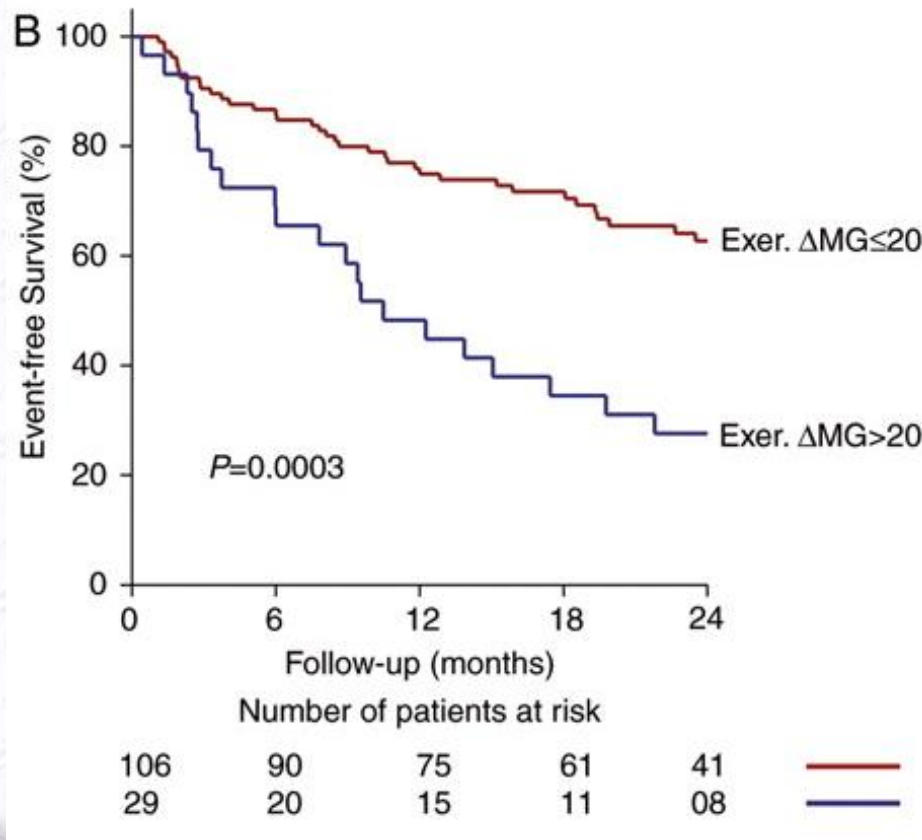 B
100
80
60
40
20
0
Event-free Survival (%)
Exer. ΔMG≤20
Exer. ΔMG>20
P=0.0003
0 6 12 18 24
Follow-up (months)
Number of patients at risk
106 90 75 61 41
29 20 15 11 08